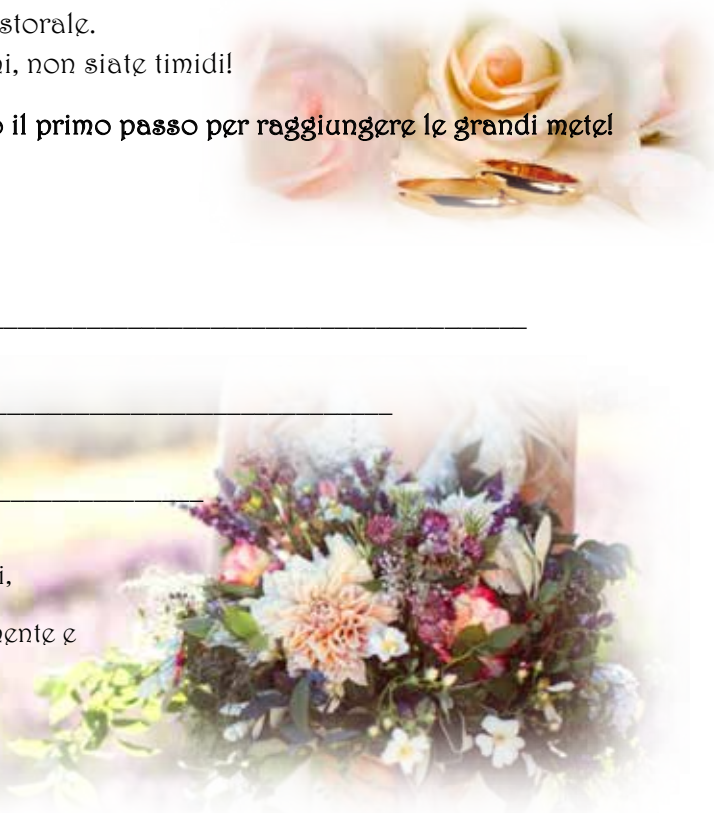 storale.
i, non siate timidi!
o il primo passo per raggiungere le grandi mete!
i,
ente e